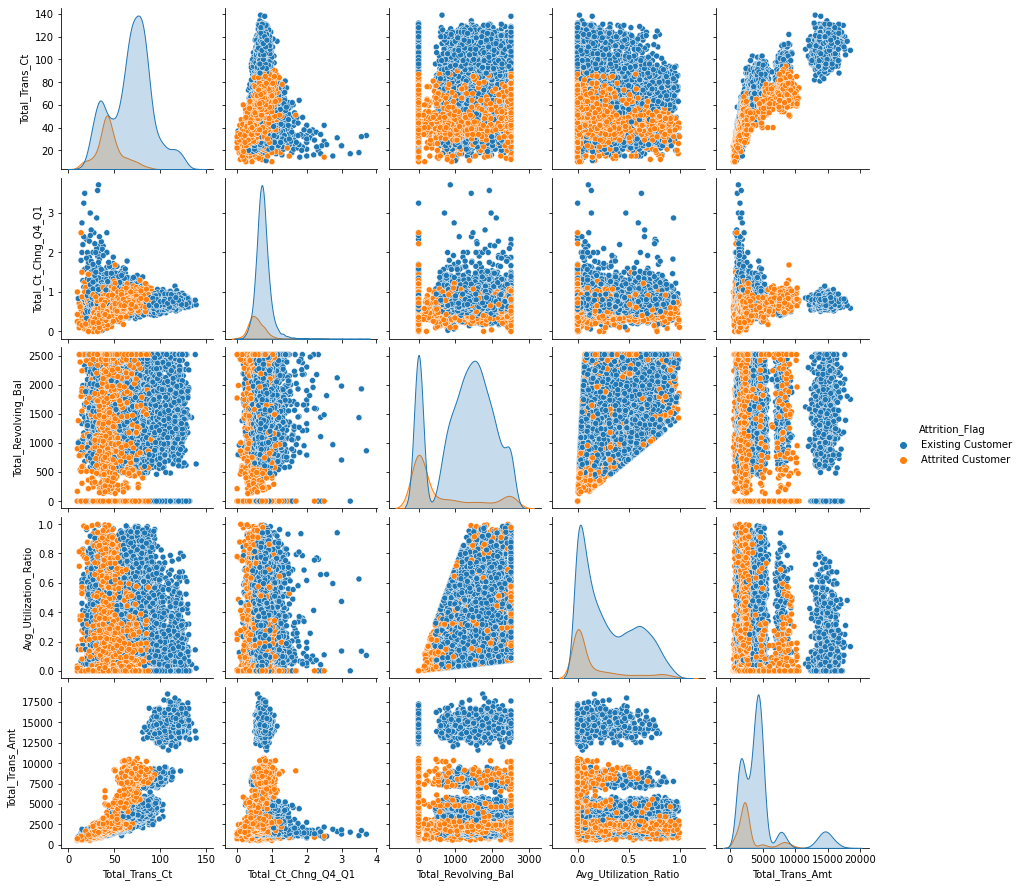 140
120
100
80
60
40
20
Total_Trans_Ct
3
2
1
0
Total_Ct_Chng_Q4_Q1
2500
2000
1500
1000
500
0
Total_Revolving_Bal
Attrition_Flag
Existing Customer
Attrited Customer
1.0
0.8
0.6
0.4
0.2
0.0
Avg_Utilization_Ratio
17500
15000
12500
10000
7500
5000
2500
0
Total_Trans_Amt
0 50 100 150
Total_Trans_Ct
0 1 2 3 4
Total_Ct_Chng_Q4_Q1
0 1000 2000 3000
Total_Revolving_Bal
0.0 0.5 1.0
Avg_Utilization_Ratio
0 5000 10000 15000 20000
Total_Trans_Amt